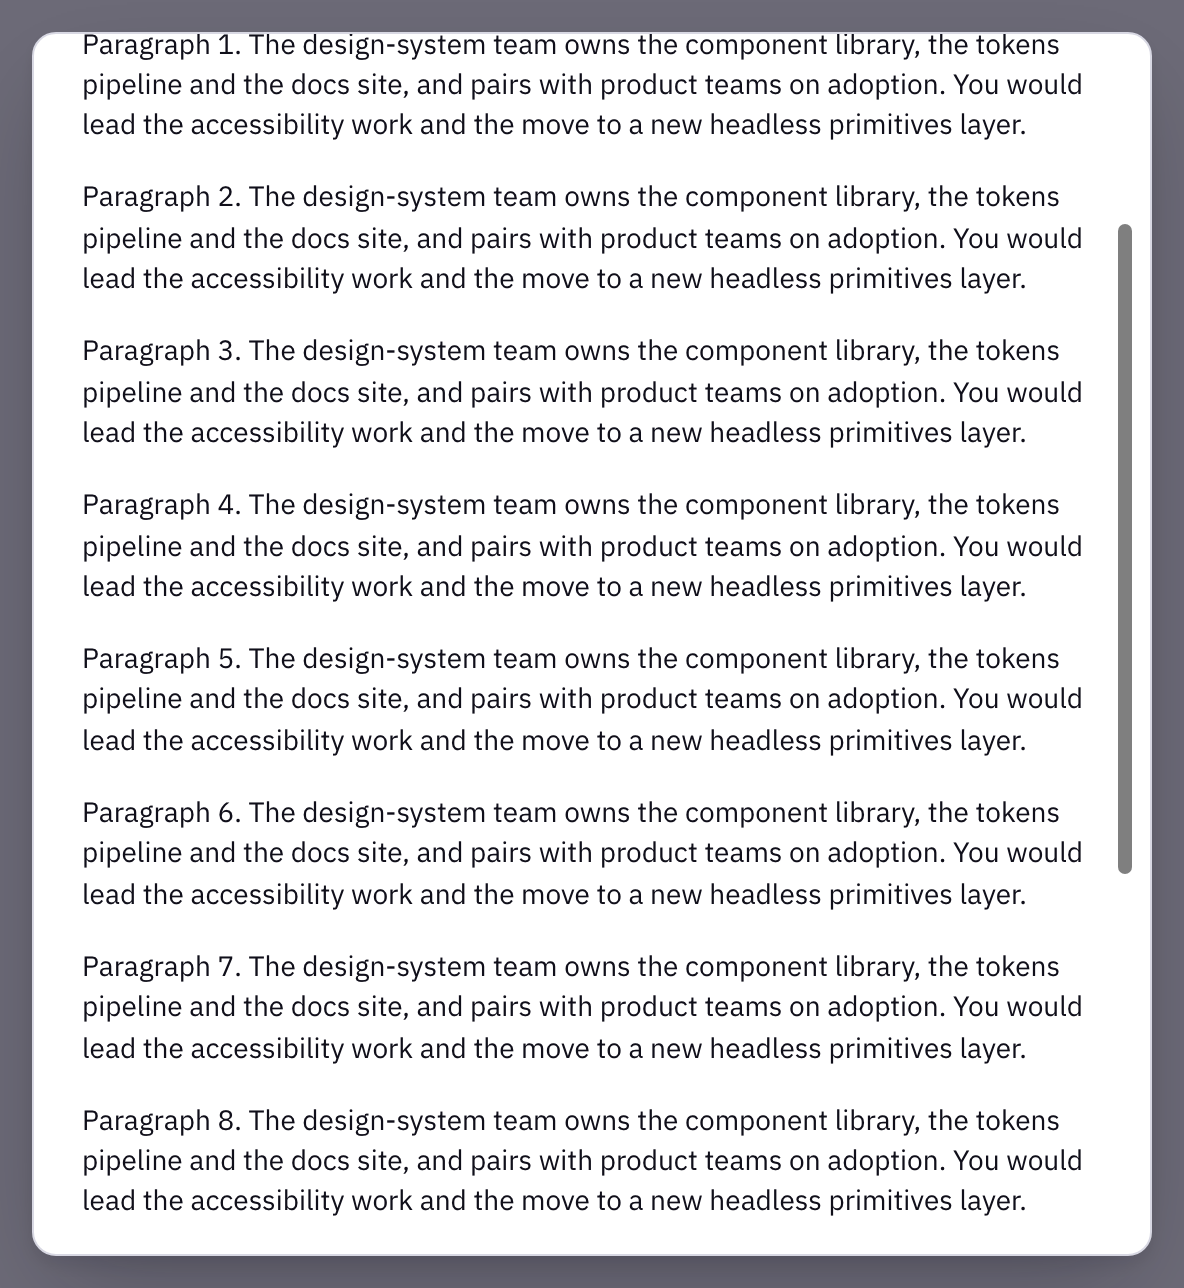 Paragraph 1. The design-system team owns the component library, the tokens
pipeline and the docs site, and pairs with product teams on adoption. You would
lead the accessibility work and the move to a new headless primitives layer.
Paragraph 2. The design-system team owns the component library, the tokens
pipeline and the docs site, and pairs with product teams on adoption. You would
lead the accessibility work and the move to a new headless primitives layer.
Paragraph 3. The design-system team owns the component library, the tokens
pipeline and the docs site, and pairs with product teams on adoption. You would
lead the accessibility work and the move to a new headless primitives layer.
Paragraph 4. The design-system team owns the component library, the tokens
pipeline and the docs site, and pairs with product teams on adoption. You would
lead the accessibility work and the move to a new headless primitives layer.
Paragraph 5. The design-system team owns the component library, the tokens
pipeline and the docs site, and pairs with product teams on adoption. You would
lead the accessibility work and the move to a new headless primitives layer.
Paragraph 6. The design-system team owns the component library, the tokens
pipeline and the docs site, and pairs with product teams on adoption. You would
lead the accessibility work and the move to a new headless primitives layer.
Paragraph 7. The design-system team owns the component library, the tokens
pipeline and the docs site, and pairs with product teams on adoption. You would
lead the accessibility work and the move to a new headless primitives layer.
Paragraph 8. The design-system team owns the component library, the tokens
pipeline and the docs site, and pairs with product teams on adoption. You would
lead the accessibility work and the move to a new headless primitives layer.